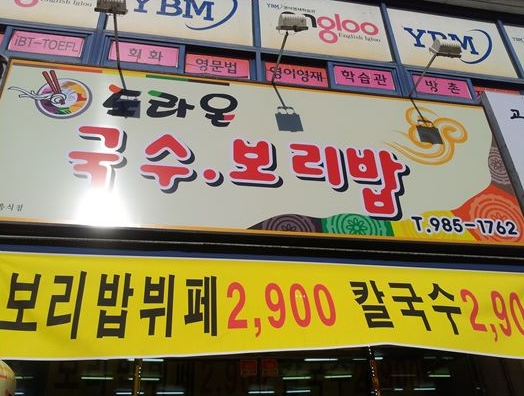 YBM
English Igloo
YBM
iBT-TOEFL
회화
영문법
영어영재
학습관
방촌
도라온
국수.보리밥
T.985-1762
보리밥뷔페 2,900 칼국수 2,90